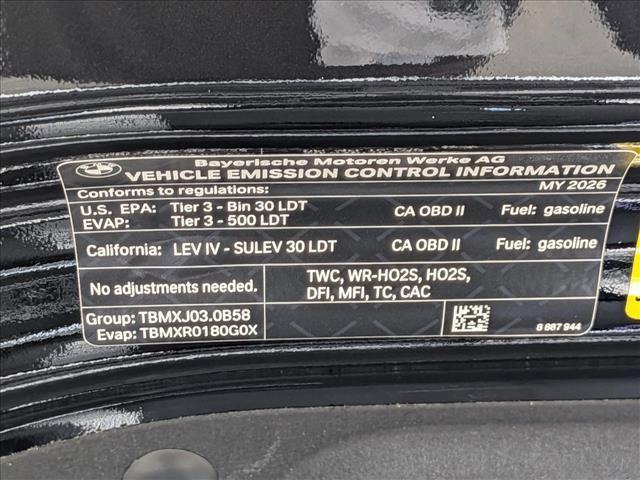 Bayerische Motoren Werke AG
VEHICLE EMISSION CONTROL INFORMATION
Conforms to regulations: MY 2026
U.S. EPA: Tier 3 - Bin 30 LDT CA OBD II Fuel: gasoline
EVAP: Tier 3 - 500 LDT
California: LEV IV - SULEV 30 LDT CA OBD II Fuel: gasoline
No adjustments needed.
TWC, WR-HO2S, HO2S,
DFI, MFI, TC, CAC
Group: TBMXJ03.0B58
Evap: TBMXR0180G0X
8 887 944